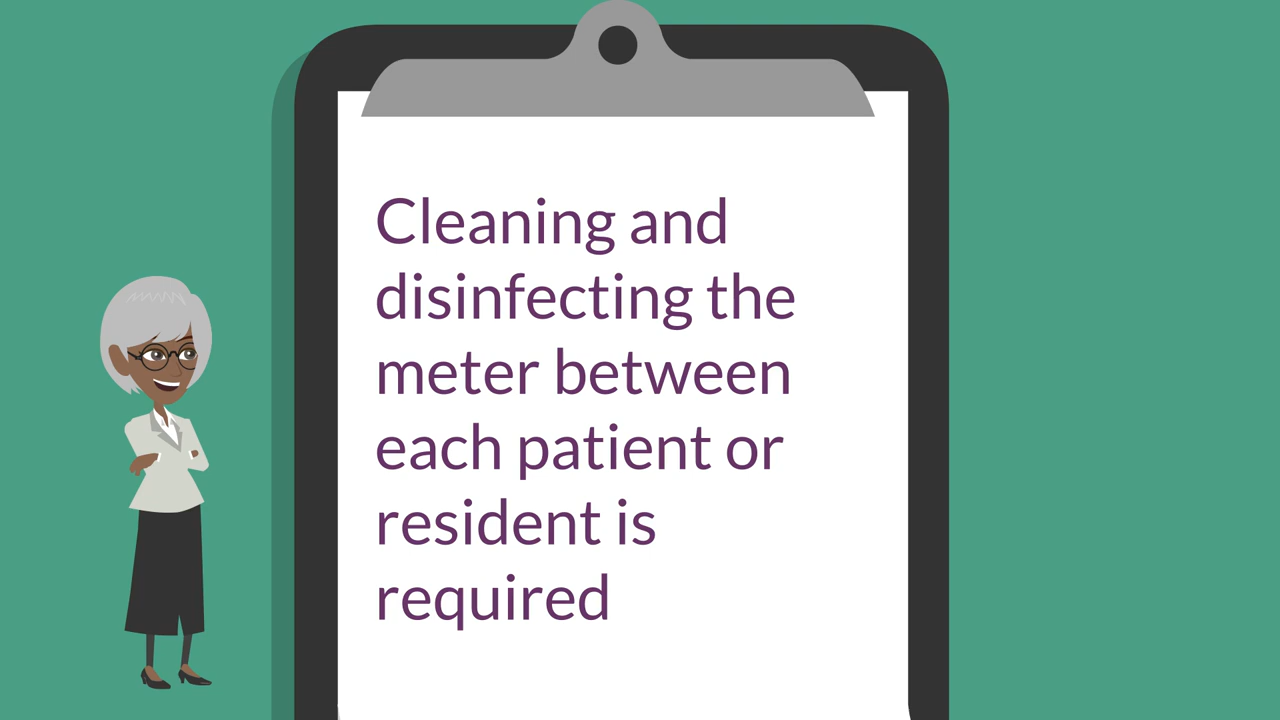 Cleaning and
disinfecting the
meter between
each patient or
resident is
required